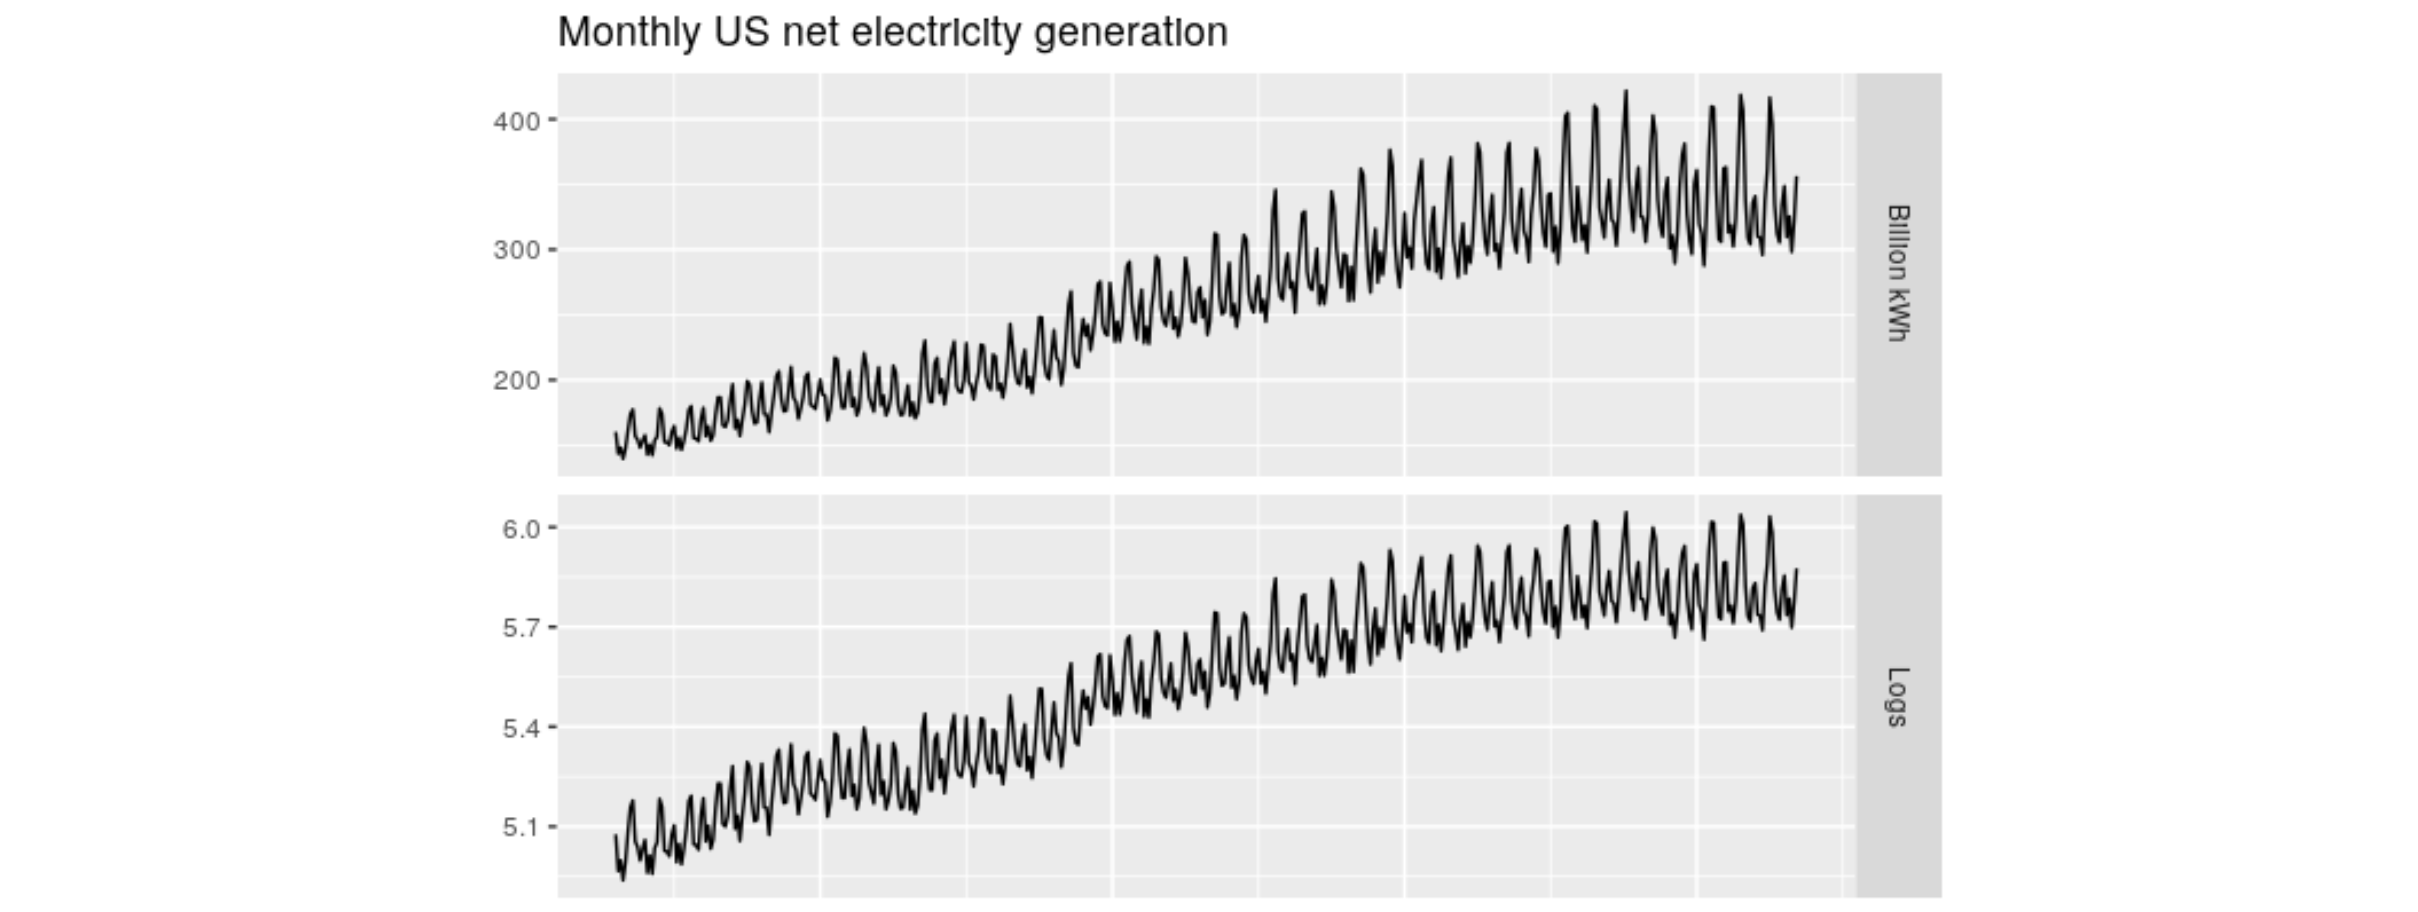 Monthly US net electricity generation
400
300
200
Billion kWh
6.0
5.7
5.4
5.1
Logs